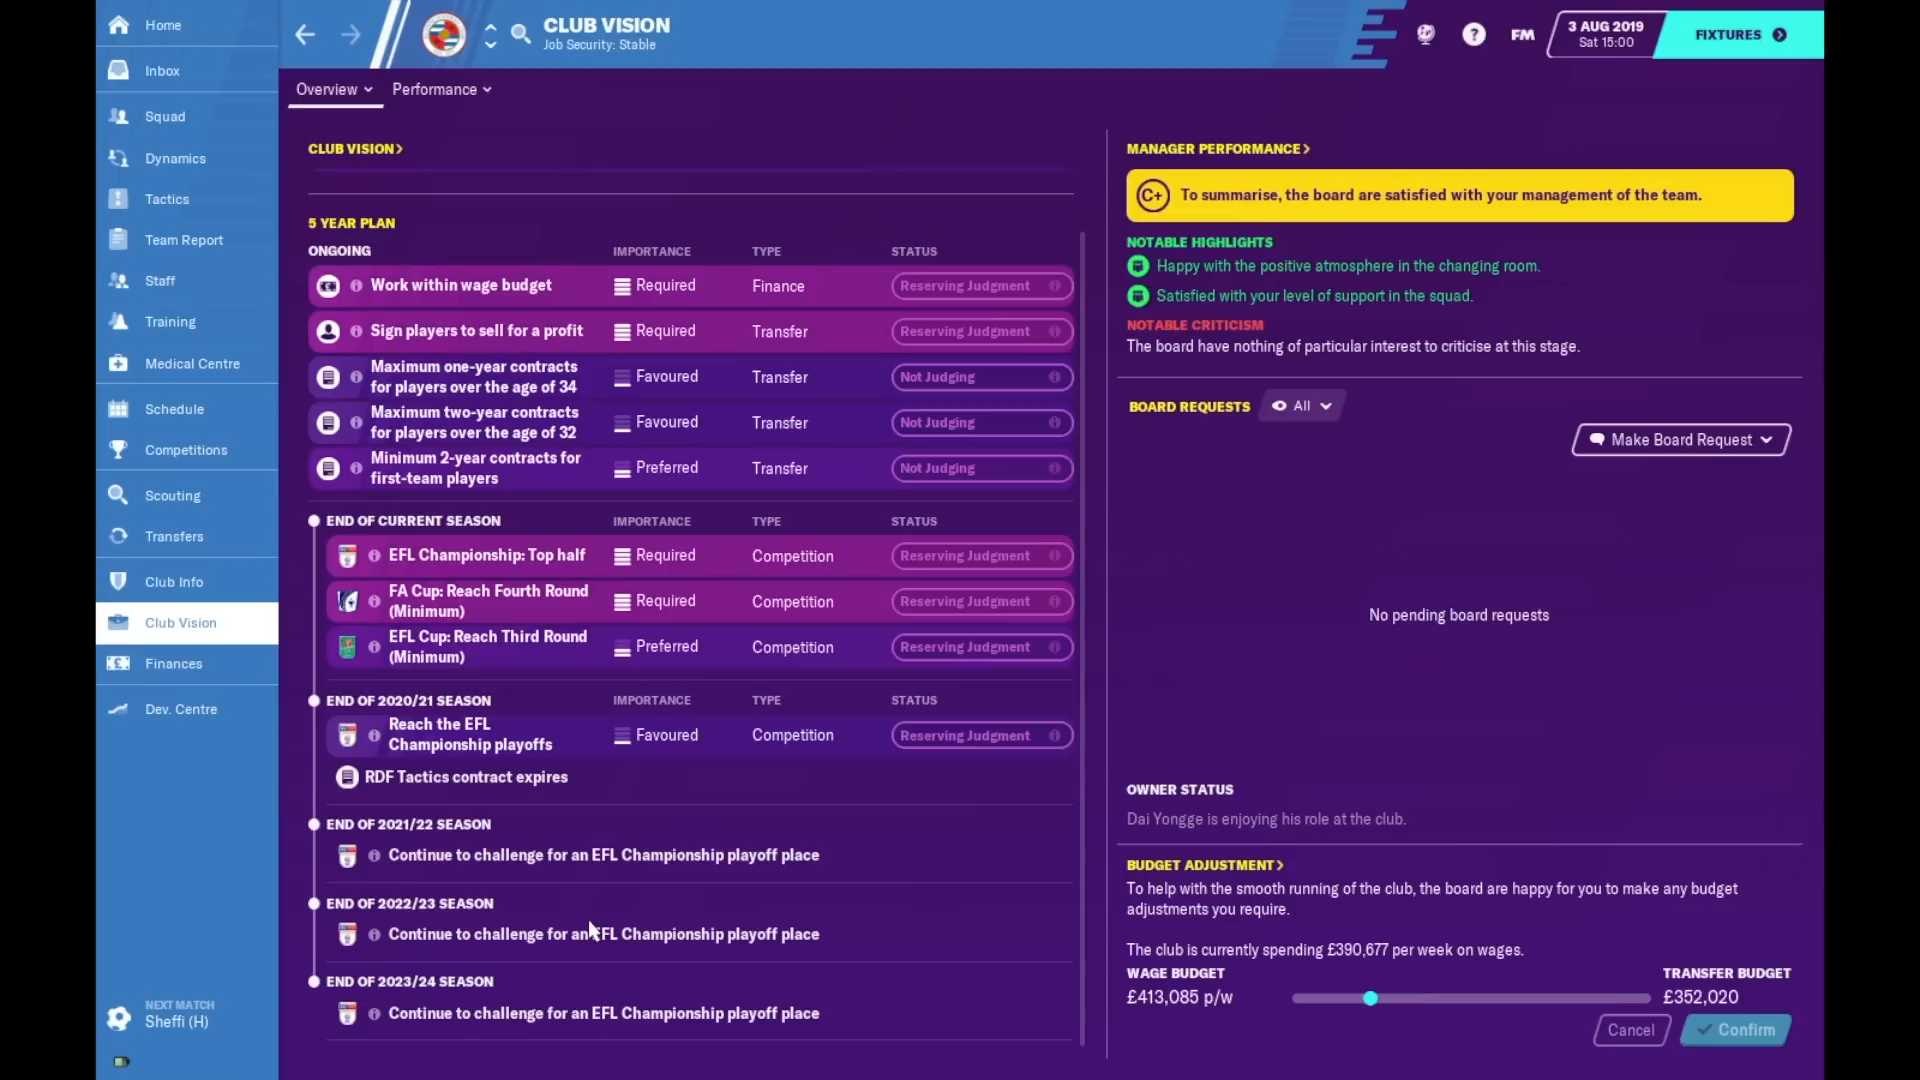 Home
Inbox
Squad
Dynamics
Tactics
Team Report
Staff
Training
Medical Centre
Schedule
Competitions
Scouting
Transfers
Club Info
Club Vision
Finances
Dev. Centre
NEXT MATCH
Sheffi (H)
CLUB VISION
Job Security: Stable
FM
3 AUG 2019
Sat 15:00
FIXTURES
Overview
Performance
CLUB VISION
5 YEAR PLAN
ONGOING IMPORTANCE TYPE STATUS
Work within wage budget Required Finance Reserving Judgment
Sign players to sell for a profit Required Transfer Reserving Judgment
Maximum one-year contracts
for players over the age of 34 Favoured Transfer Not Judging
Maximum two-year contracts
for players over the age of 32 Favoured Transfer Not Judging
Minimum 2-year contracts for
first-team players Preferred Transfer Not Judging
END OF CURRENT SEASON IMPORTANCE TYPE STATUS
EFL Championship: Top half Required Competition Reserving Judgment
FA Cup: Reach Fourth Round
(Minimum) Required Competition Reserving Judgment
EFL Cup: Reach Third Round
(Minimum) Preferred Competition Reserving Judgment
END OF 2020/21 SEASON IMPORTANCE TYPE STATUS
Reach the EFL
Championship playoffs Favoured Competition Reserving Judgment
RDF Tactics contract expires
END OF 2021/22 SEASON
Continue to challenge for an EFL Championship playoff place
END OF 2022/23 SEASON
Continue to challenge for an EFL Championship playoff place
END OF 2023/24 SEASON
Continue to challenge for an EFL Championship playoff place
MANAGER PERFORMANCE
C+ To summarise, the board are satisfied with your management of the team.
NOTABLE HIGHLIGHTS
Happy with the positive atmosphere in the changing room.
Satisfied with your level of support in the squad.
NOTABLE CRITICISM
The board have nothing of particular interest to criticise at this stage.
BOARD REQUESTS All
Make Board Request
No pending board requests
OWNER STATUS
Dai Yongge is enjoying his role at the club.
BUDGET ADJUSTMENT
To help with the smooth running of the club, the board are happy for you to make any budget
adjustments you require.
The club is currently spending £390,677 per week on wages.
WAGE BUDGET TRANSFER BUDGET
£413,085 p/w £352,020
Cancel Confirm